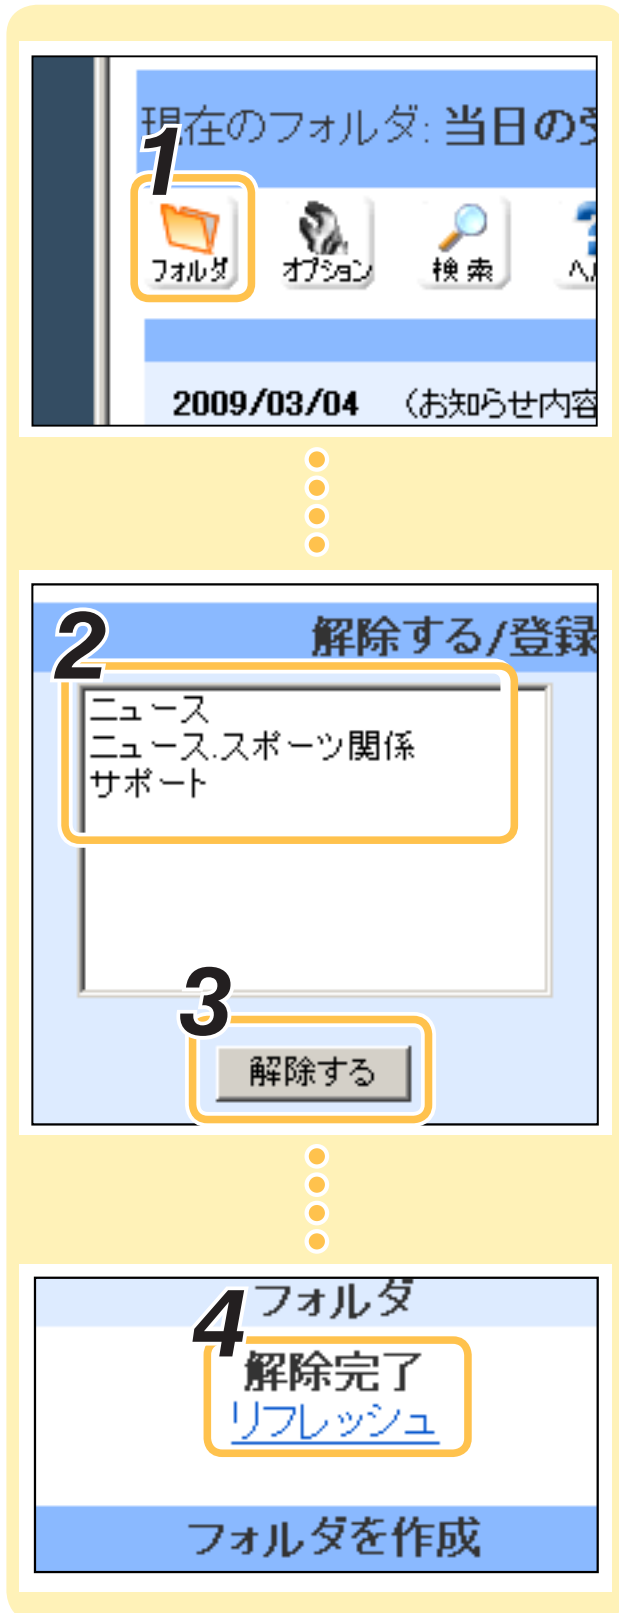 1
現在のフォルダ: 当日の受
フォルダ オプション 検索 ヘル
2009/03/04 (お知らせ内容
2
解除する/登録
ニュース
ニュース.スポーツ関係
サポート
3
解除する
4
フォルダ
解除完了
リフレッシュ
フォルダを作成